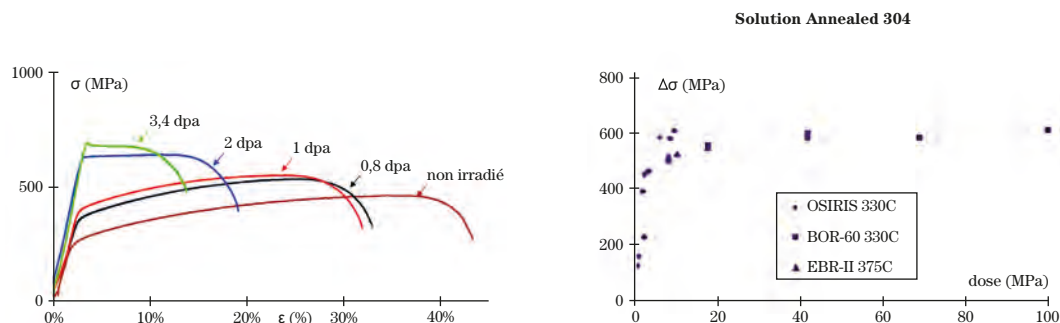 Solution Annealed 304
1000
σ (MPa)
3,4 dpa
2 dpa
1 dpa
0,8 dpa
non irradié
500
0
0%
10%
20%
ε (%)
30%
40%
800
Δσ (MPa)
600
400
200
0
OSIRIS 330C
BOR-60 330C
EBR-II 375C
dose (MPa)
0
20
40
60
80
100